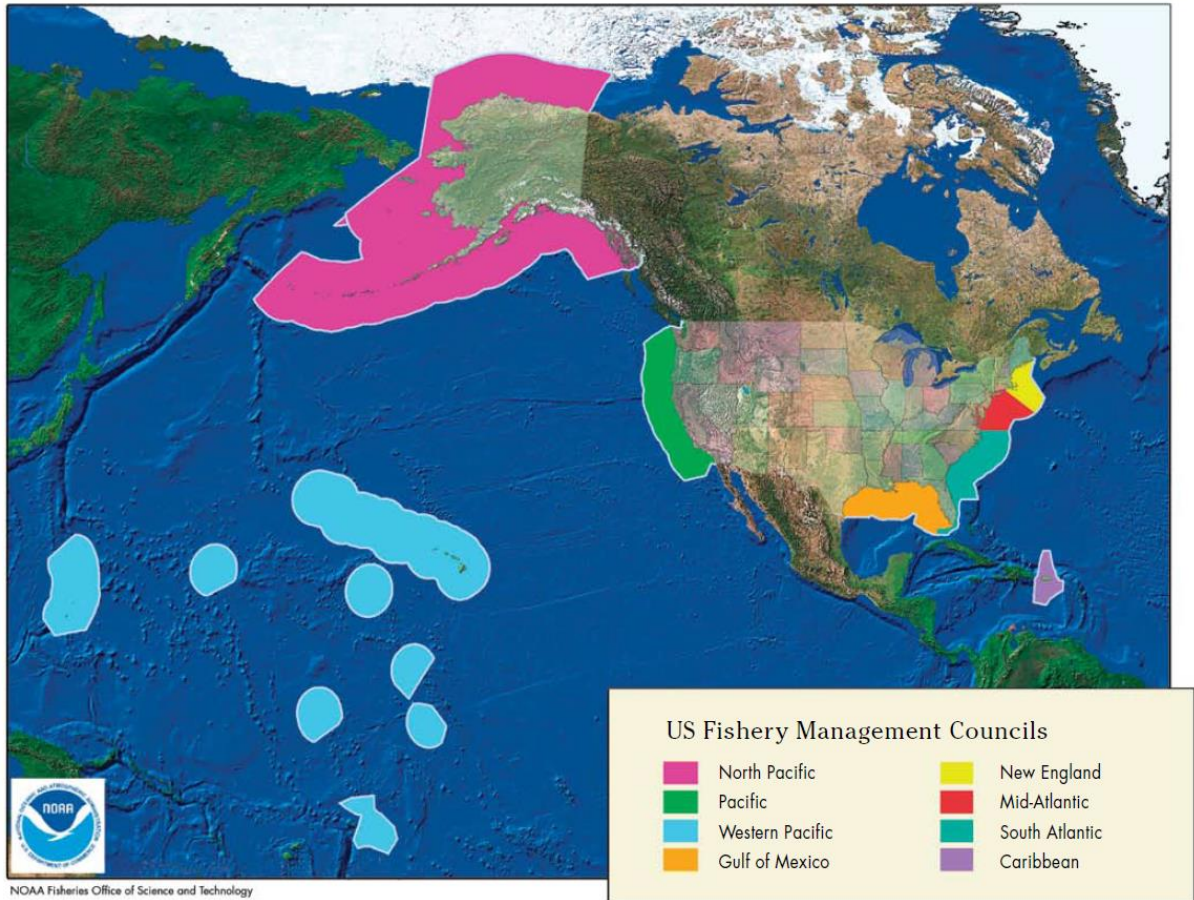 NOAA
NOAA Fisheries Office of Science and Technology
US Fishery Management Councils
North Pacific
Pacific
Western Pacific
Gulf of Mexico
New England
Mid-Atlantic
South Atlantic
Caribbean